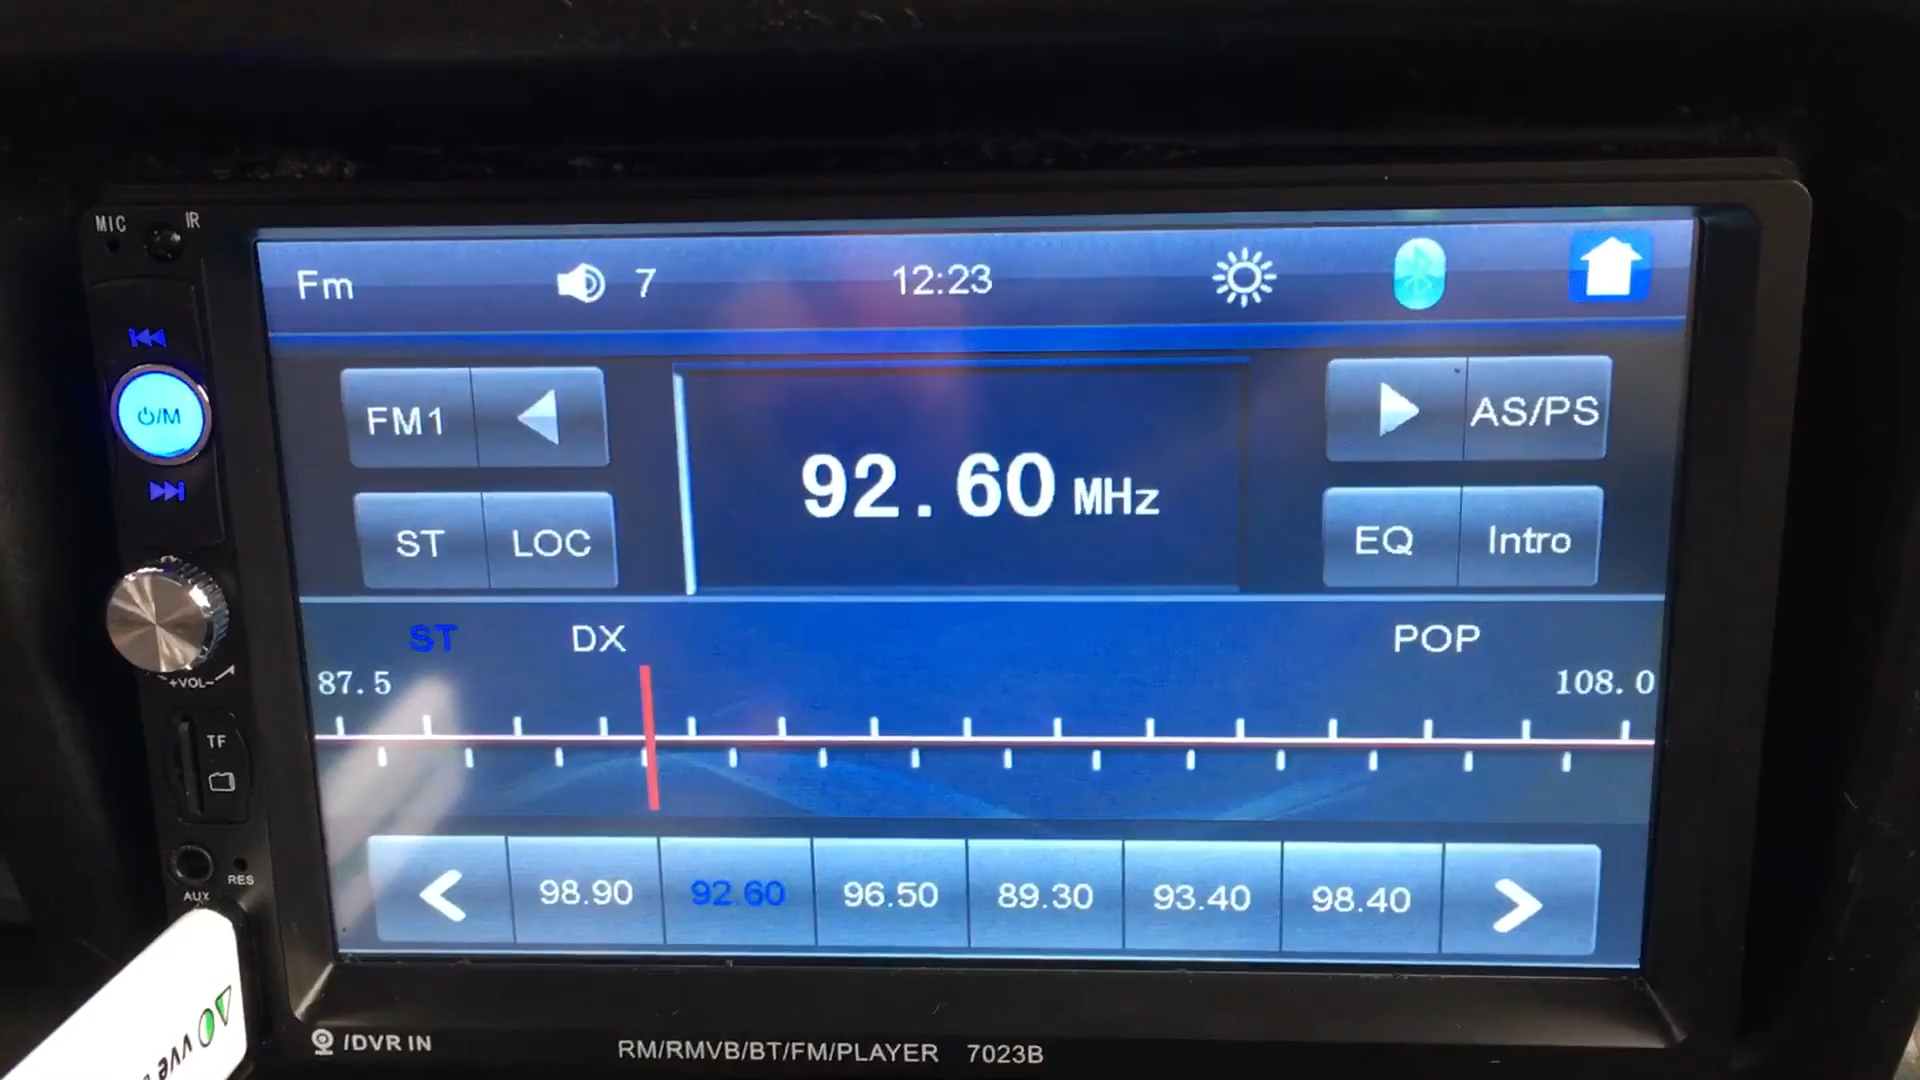 MIC IR
Fm 7 12:23
⏻/M
FM1 AS/PS
92.60 MHz
ST LOC EQ Intro
ST DX POP
87.5 108.0
+VOL-
TF
98.90 92.60 96.50 89.30 93.40 98.40
RES
AUX
/DVR IN
RM/RMVB/BT/FM/PLAYER 7023B